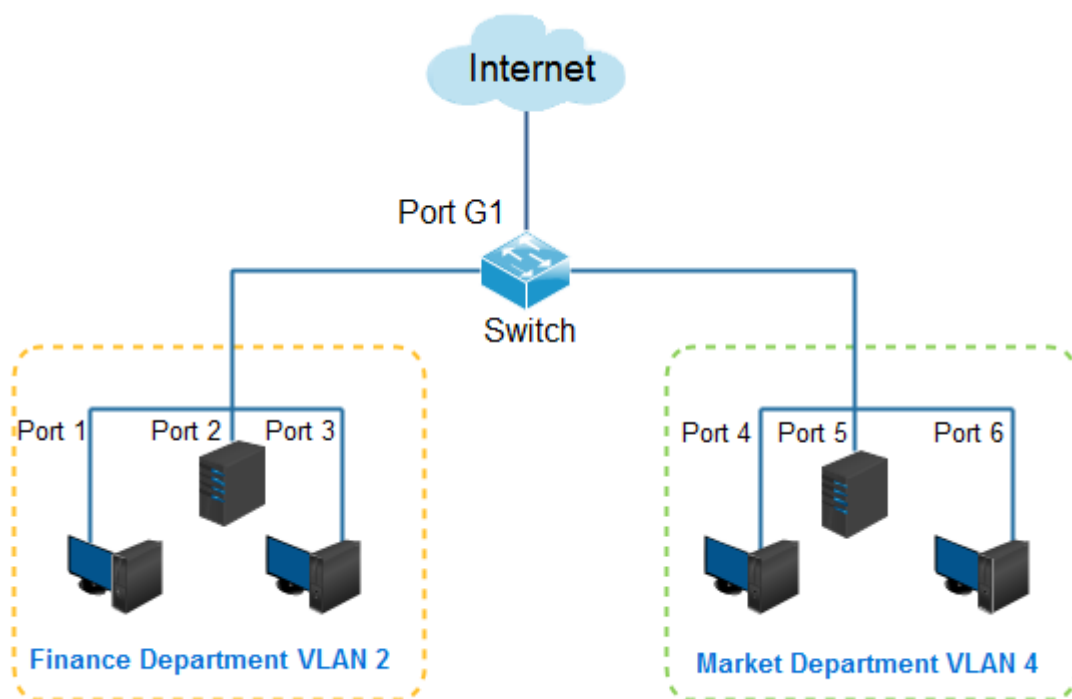 Internet
Port G1
Switch
Port 1 Port 2 Port 3 Port 4 Port 5 Port 6
Finance Department VLAN 2
Market Department VLAN 4